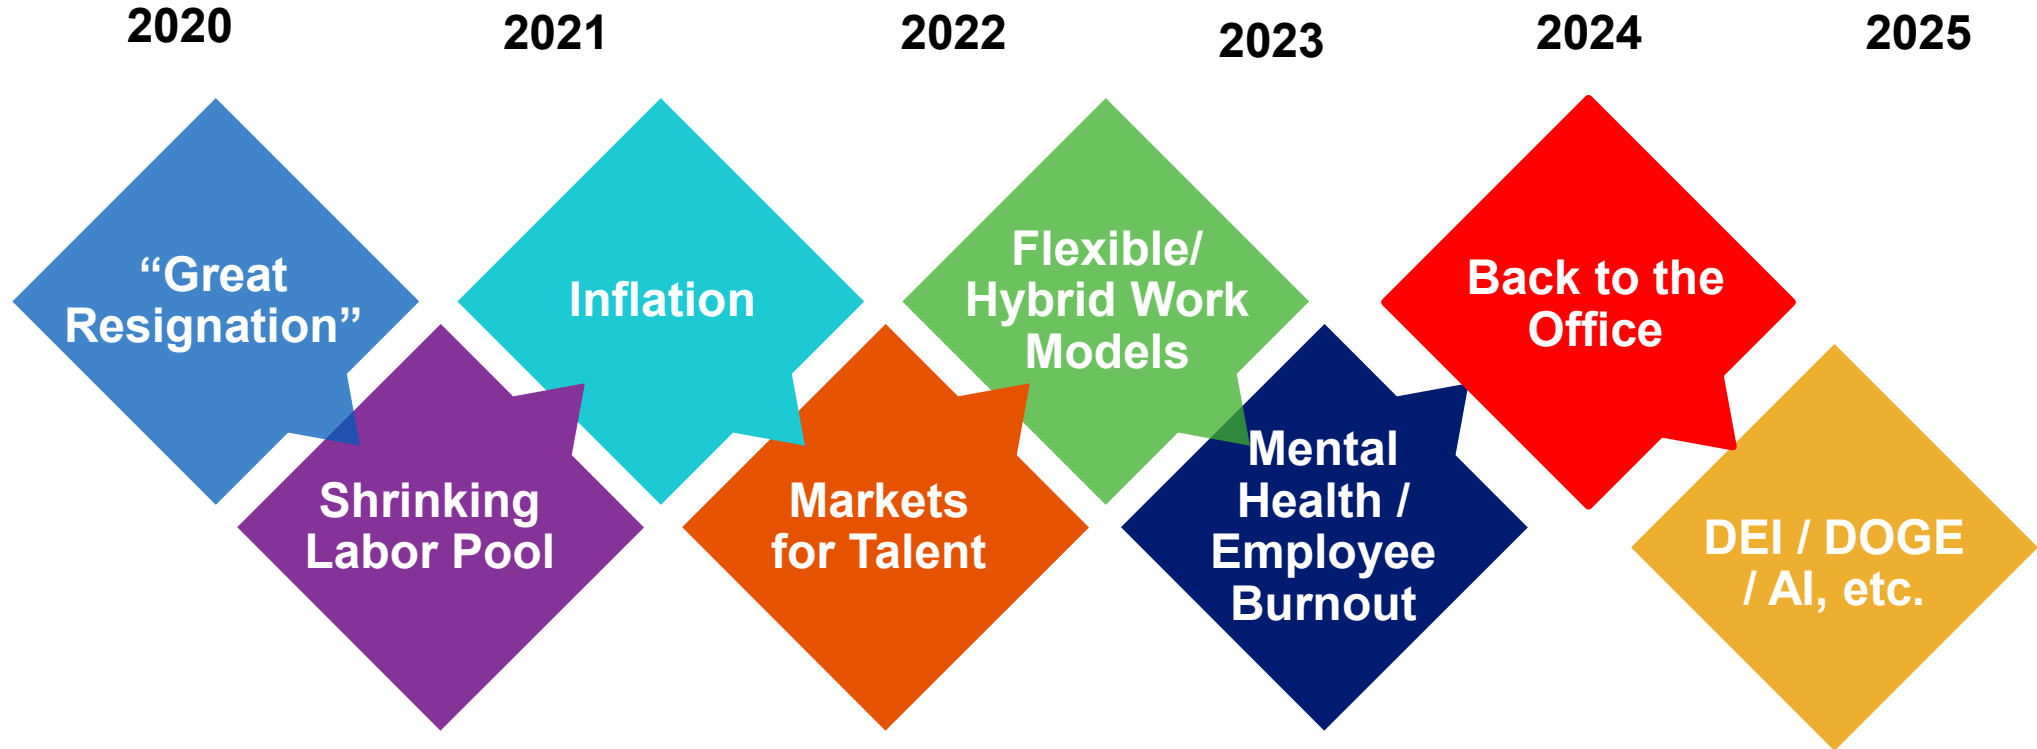 2020
2021
2022
2023
2024
2025
“Great
Resignation”
Shrinking
Labor Pool
Inflation
Markets
for Talent
Flexible/
Hybrid Work
Models
Mental
Health /
Employee
Burnout
Back to the
Office
DEI / DOGE
/ AI, etc.